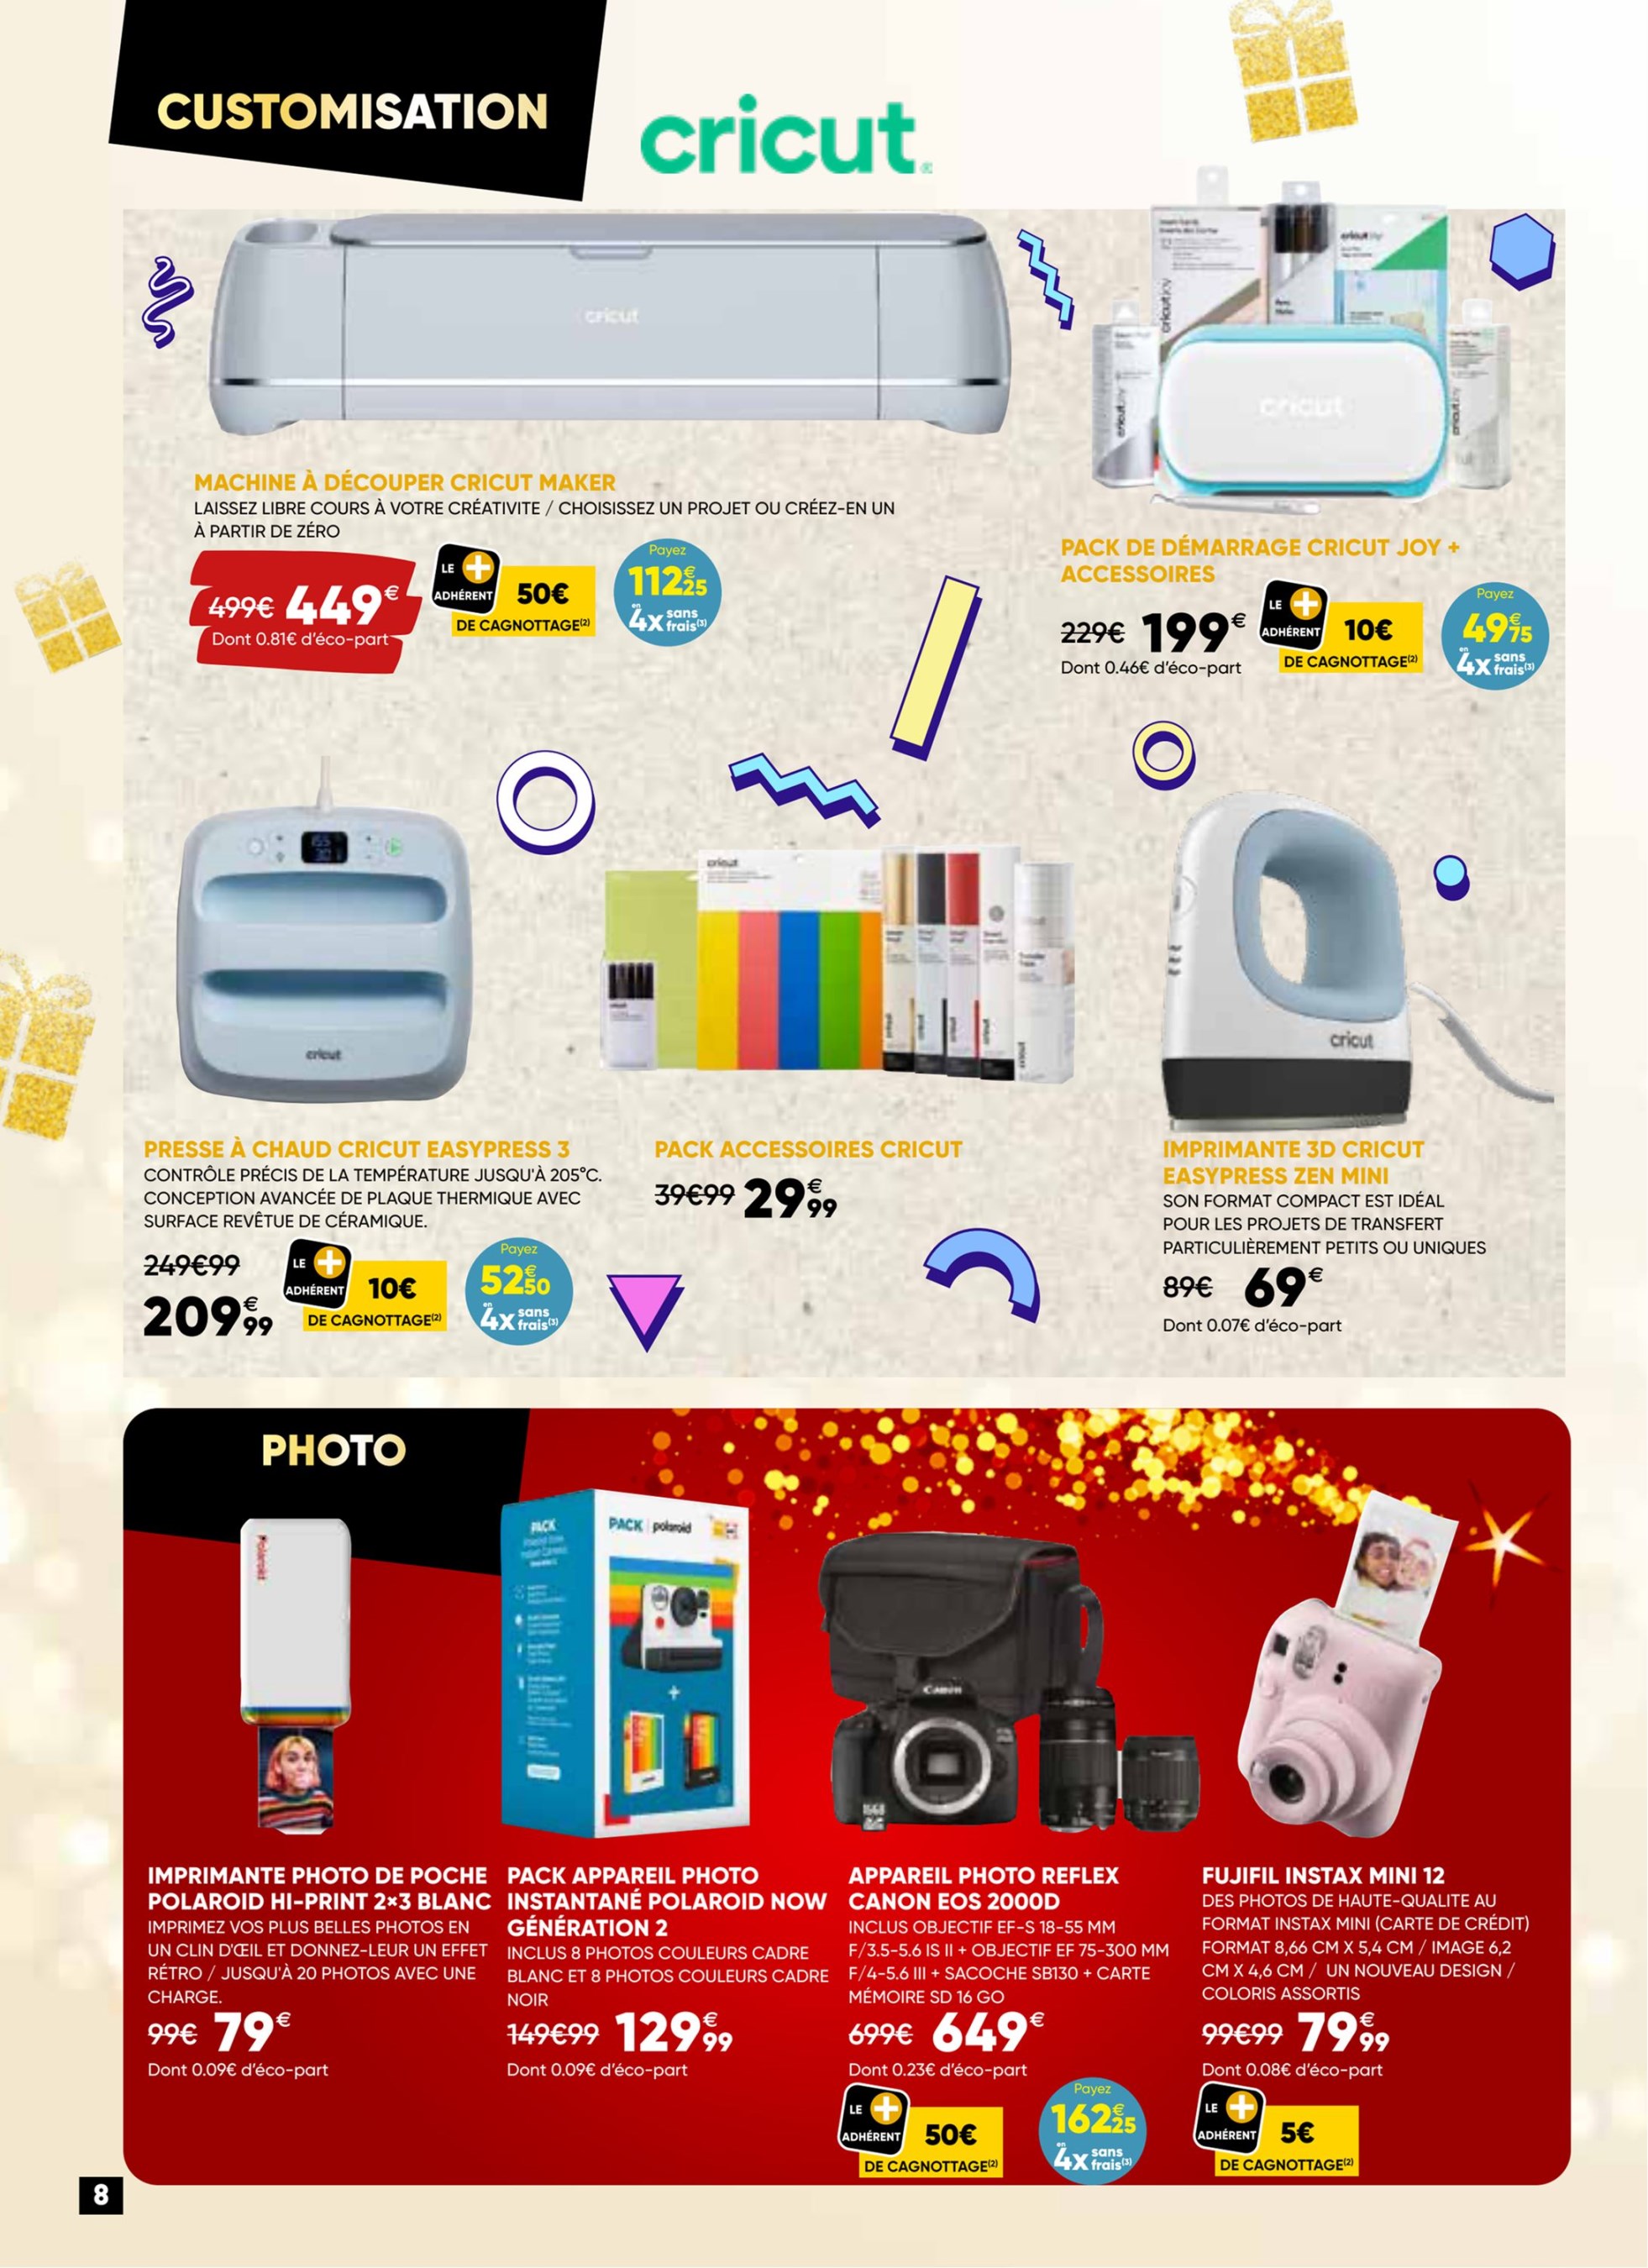 CUSTOMISATION
cricut
cricut
cricut
MACHINE À DÉCOUPER CRICUT MAKER
LAISSEZ LIBRE COURS À VOTRE CRÉATIVITE / CHOISISSEZ UN PROJET OU CRÉEZ-EN UN
À PARTIR DE ZÉRO
499€ 449€
Dont 0.81€ d'éco-part
LE + ADHÉRENT
50€
DE CAGNOTTAGE(2)
Payez
112€25
en 4x sans frais(3)
PACK DE DÉMARRAGE CRICUT JOY +
ACCESSOIRES
229€ 199€
Dont 0.46€ d'éco-part
LE + ADHÉRENT
10€
DE CAGNOTTAGE(2)
Payez
49€75
en 4x sans frais(3)
cricut
cricut
cricut
PRESSE À CHAUD CRICUT EASYPRESS 3
CONTRÔLE PRÉCIS DE LA TEMPÉRATURE JUSQU'À 205°C.
CONCEPTION AVANCÉE DE PLAQUE THERMIQUE AVEC
SURFACE REVÊTUE DE CÉRAMIQUE.
249€99
209€99
LE + ADHÉRENT
10€
DE CAGNOTTAGE(2)
Payez
52€50
en 4x sans frais(3)
PACK ACCESSOIRES CRICUT
39€99 29€99
IMPRIMANTE 3D CRICUT
EASYPRESS ZEN MINI
SON FORMAT COMPACT EST IDÉAL
POUR LES PROJETS DE TRANSFERT
PARTICULIÈREMENT PETITS OU UNIQUES
89€ 69€
Dont 0.07€ d'éco-part
PHOTO
Polaroid
PACK
PACK polaroid
Canon
IMPRIMANTE PHOTO DE POCHE
POLAROID HI-PRINT 2×3 BLANC
IMPRIMEZ VOS PLUS BELLES PHOTOS EN
UN CLIN D'ŒIL ET DONNEZ-LEUR UN EFFET
RÉTRO / JUSQU'À 20 PHOTOS AVEC UNE
CHARGE.
99€ 79€
Dont 0.09€ d'éco-part
PACK APPAREIL PHOTO
INSTANTANÉ POLAROID NOW
GÉNÉRATION 2
INCLUS 8 PHOTOS COULEURS CADRE
BLANC ET 8 PHOTOS COULEURS CADRE
NOIR
149€99 129€99
Dont 0.09€ d'éco-part
APPAREIL PHOTO REFLEX
CANON EOS 2000D
INCLUS OBJECTIF EF-S 18-55 MM
F/3.5-5.6 IS II + OBJECTIF EF 75-300 MM
F/4-5.6 III + SACOCHE SB130 + CARTE
MÉMOIRE SD 16 GO
699€ 649€
Dont 0.23€ d'éco-part
LE + ADHÉRENT
50€
DE CAGNOTTAGE(2)
Payez
162€25
en 4x sans frais(3)
FUJIFIL INSTAX MINI 12
DES PHOTOS DE HAUTE-QUALITE AU
FORMAT INSTAX MINI (CARTE DE CRÉDIT)
FORMAT 8,66 CM X 5,4 CM / IMAGE 6,2
CM X 4,6 CM / UN NOUVEAU DESIGN /
COLORIS ASSORTIS
99€99 79€99
Dont 0.08€ d'éco-part
LE + ADHÉRENT
5€
DE CAGNOTTAGE(2)
8